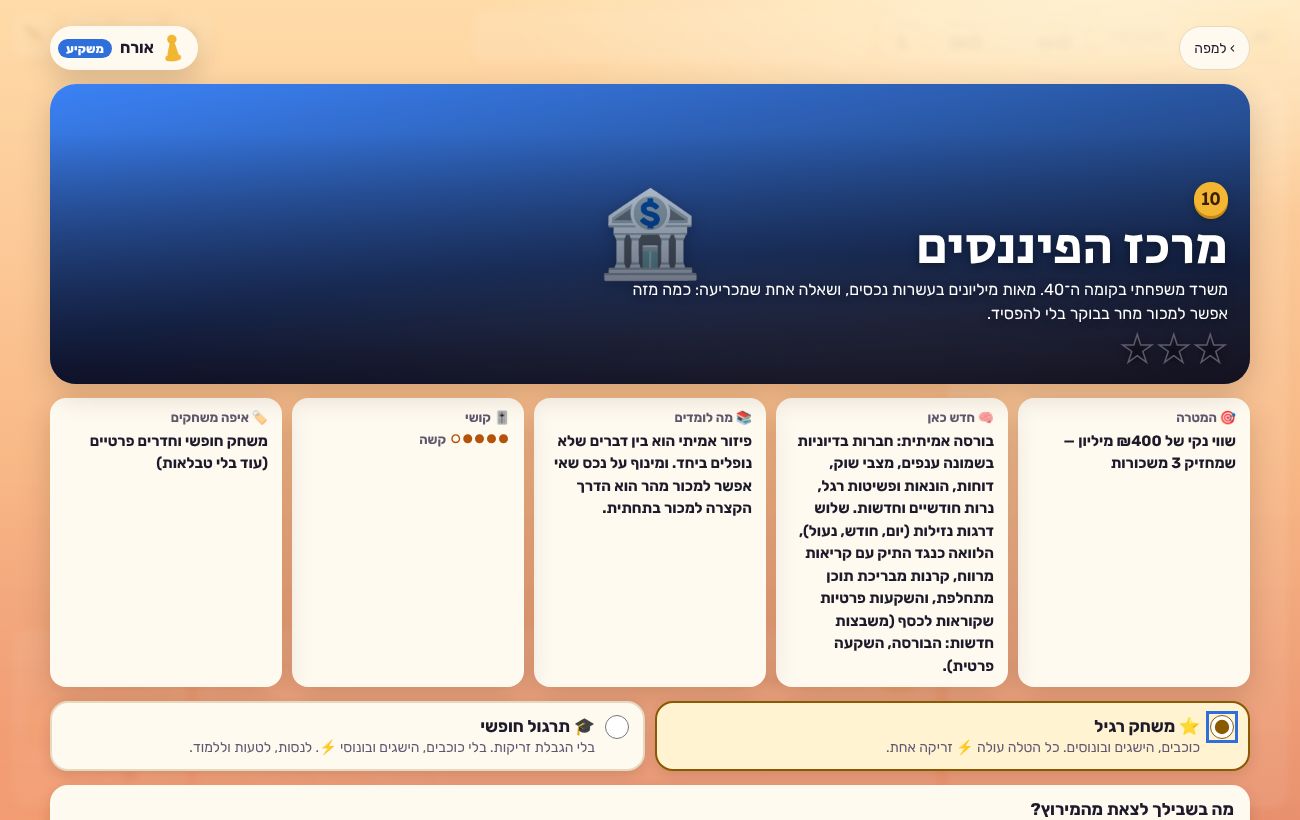 › למפה
אורח משקיע
10
מרכז הפיננסים
משרד משפחתי בקומה ה־40. מאות מיליונים בעשרות נכסים, ושאלה אחת שמכריעה: כמה מזה
אפשר למכור מחר בבוקר בלי להפסיד.
🎯 המטרה
שווי נקי של 400₪ מיליון –
שמחזיק 3 משכורות
🧠 חדש כאן
בורסה אמיתית: חברות בדיוניות
בשמונה ענפים, מצבי שוק,
דוחות, הונאות ופשיטות רגל,
נרות חודשיים וחדשות. שלוש
דרגות נזילות (יום, חודש, נעול),
הלוואה כנגד התיק עם קריאות
מרווח, קרנות מבריכת תוכן
מתחלפת, והשקעות פרטיות
שקוראות לכסף (משבצות
חדשות: הבורסה, השקעה
פרטית).
📚 מה לומדים
פיזור אמיתי הוא בין דברים שלא
נופלים ביחד. ומינוף על נכס שאי
אפשר למכור מהר הוא הדרך
הקצרה למכור בתחתית.
🎚️ קושי
קשה
🏷️ איפה משחקים
משחק חופשי וחדרים פרטיים
(עוד בלי טבלאות)
⭐ משחק רגיל
כוכבים, הישגים ובונוסים. כל הטלה עולה ⚡ זריקה אחת.
🎓 תרגול חופשי
בלי הגבלת זריקות. בלי כוכבים, הישגים ובונוסי ⚡. לנסות, לטעות וללמוד.
מה בשבילך לצאת מהמירוץ?